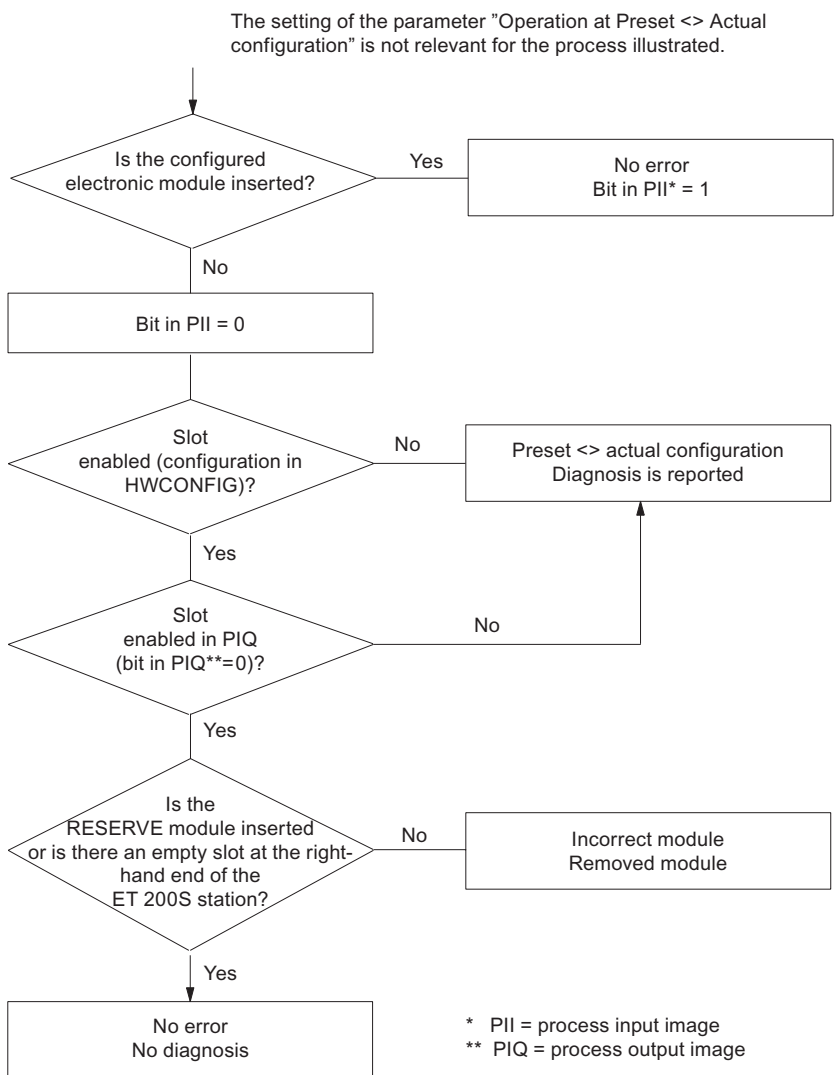 The setting of the parameter ”Operation at Preset <> Actual
configuration” is not relevant for the process illustrated.
Is the configured
electronic module inserted?
Yes
No error
Bit in PII* = 1
No
Bit in PII = 0
Slot
enabled (configuration in
HWCONFIG)?
No
Preset <> actual configuration
Diagnosis is reported
Yes
Slot
enabled in PIQ
(bit in PIQ**=0)?
No
Yes
Is the
RESERVE module inserted
or is there an empty slot at the right-
hand end of the
ET 200S station?
No
Incorrect module
Removed module
Yes
No error
No diagnosis
* PII = process input image
** PIQ = process output image